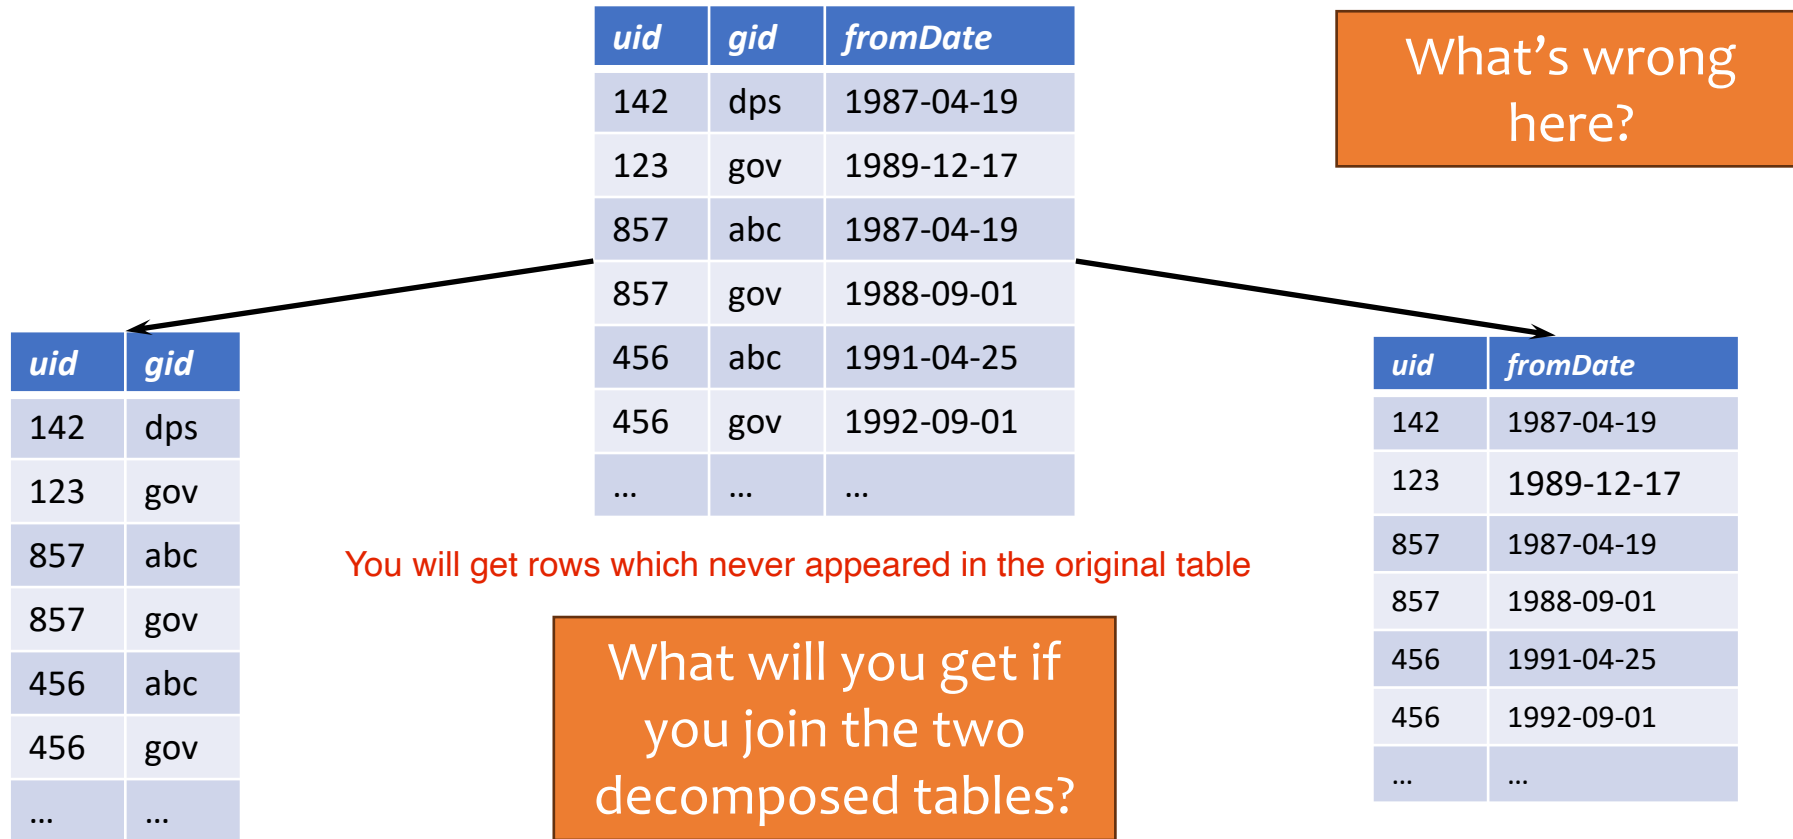 uid gid fromDate
142 dps 1987-04-19
123 gov 1989-12-17
857 abc 1987-04-19
857 gov 1988-09-01
456 abc 1991-04-25
456 gov 1992-09-01
... ... ...
What's wrong
here?
uid gid
142 dps
123 gov
857 abc
857 gov
456 abc
456 gov
... ...
You will get rows which never appeared in the original table
What will you get if
you join the two
decomposed tables?
uid fromDate
142 1987-04-19
123 1989-12-17
857 1987-04-19
857 1988-09-01
456 1991-04-25
456 1992-09-01
... ...